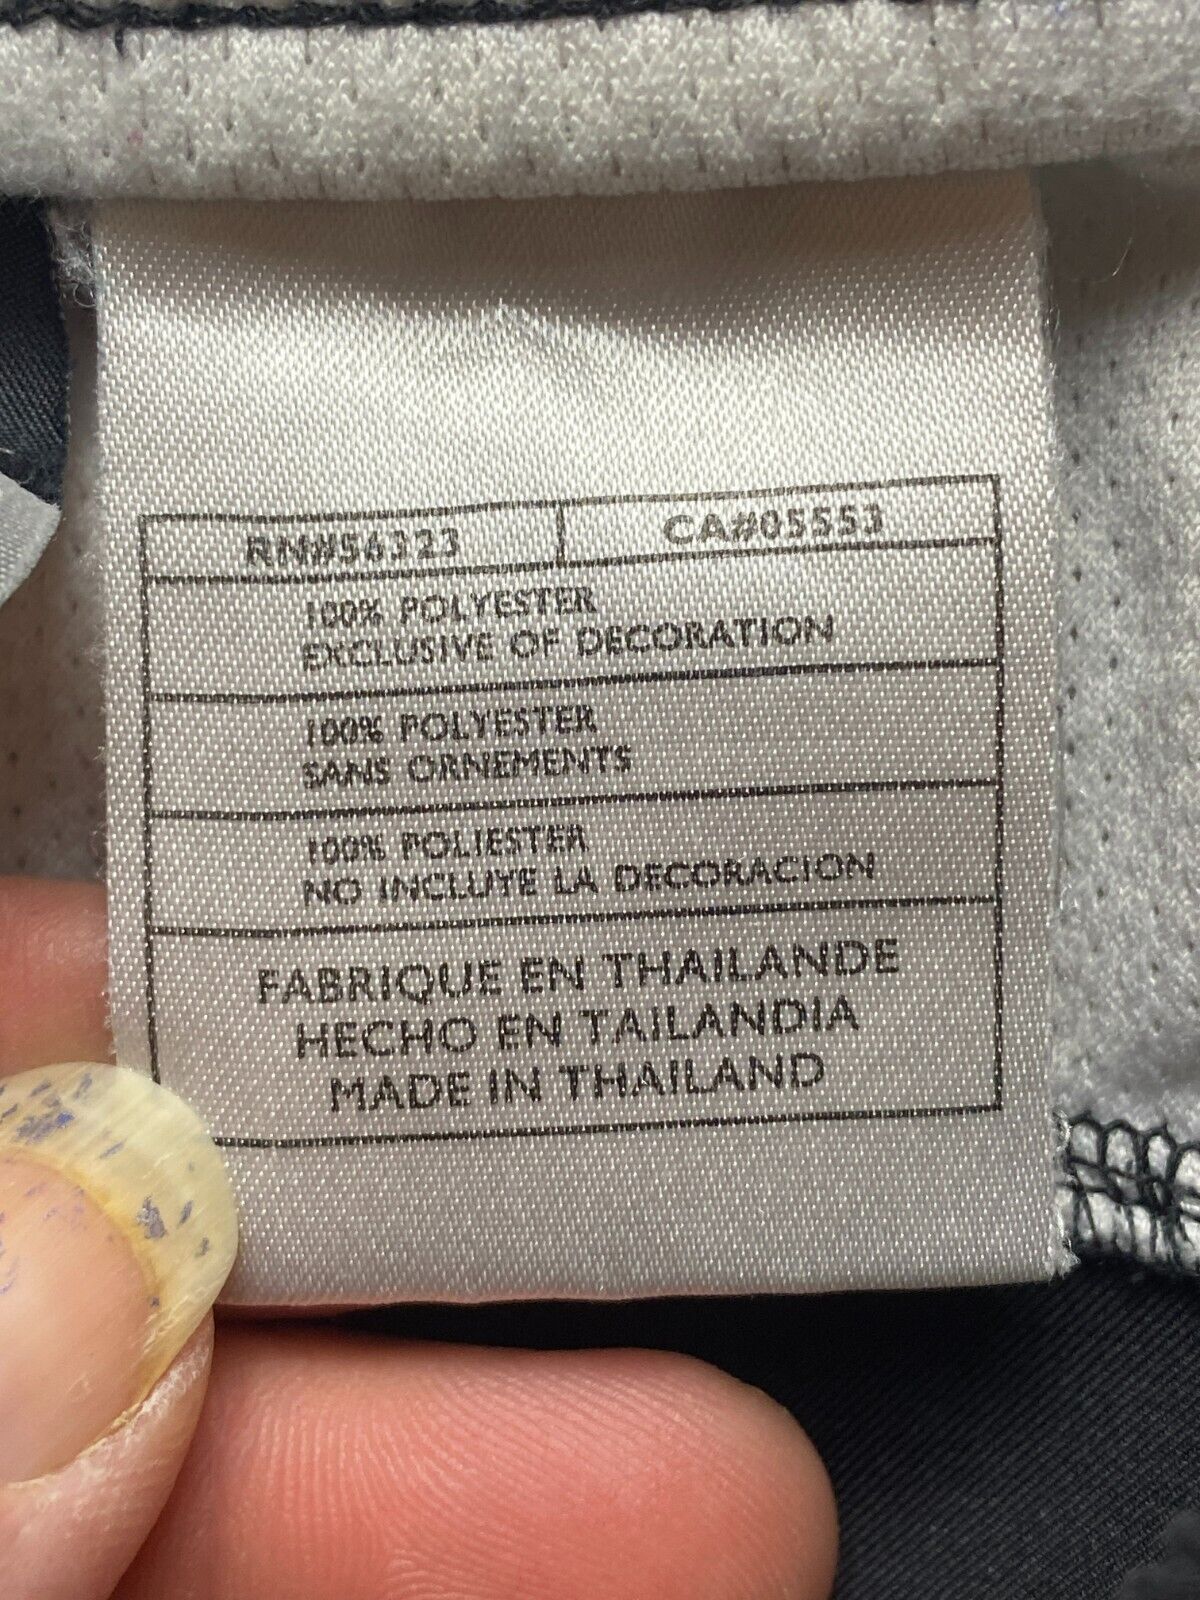 RN#56323 CA#05553
100% POLYESTER
EXCLUSIVE OF DECORATION
100% POLYESTER
SANS ORNEMENTS
100% POLIESTER
NO INCLUYE LA DECORACION
FABRIQUE EN THAILANDE
HECHO EN TAILANDIA
MADE IN THAILAND